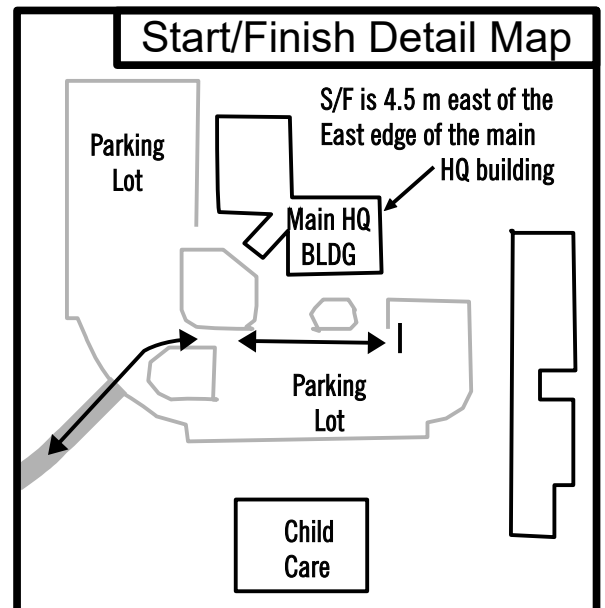 Start/Finish Detail Map
S/F is 4.5 m east of the
East edge of the main
HQ building
Parking
Lot
Main HQ
BLDG
Parking
Lot
Child
Care